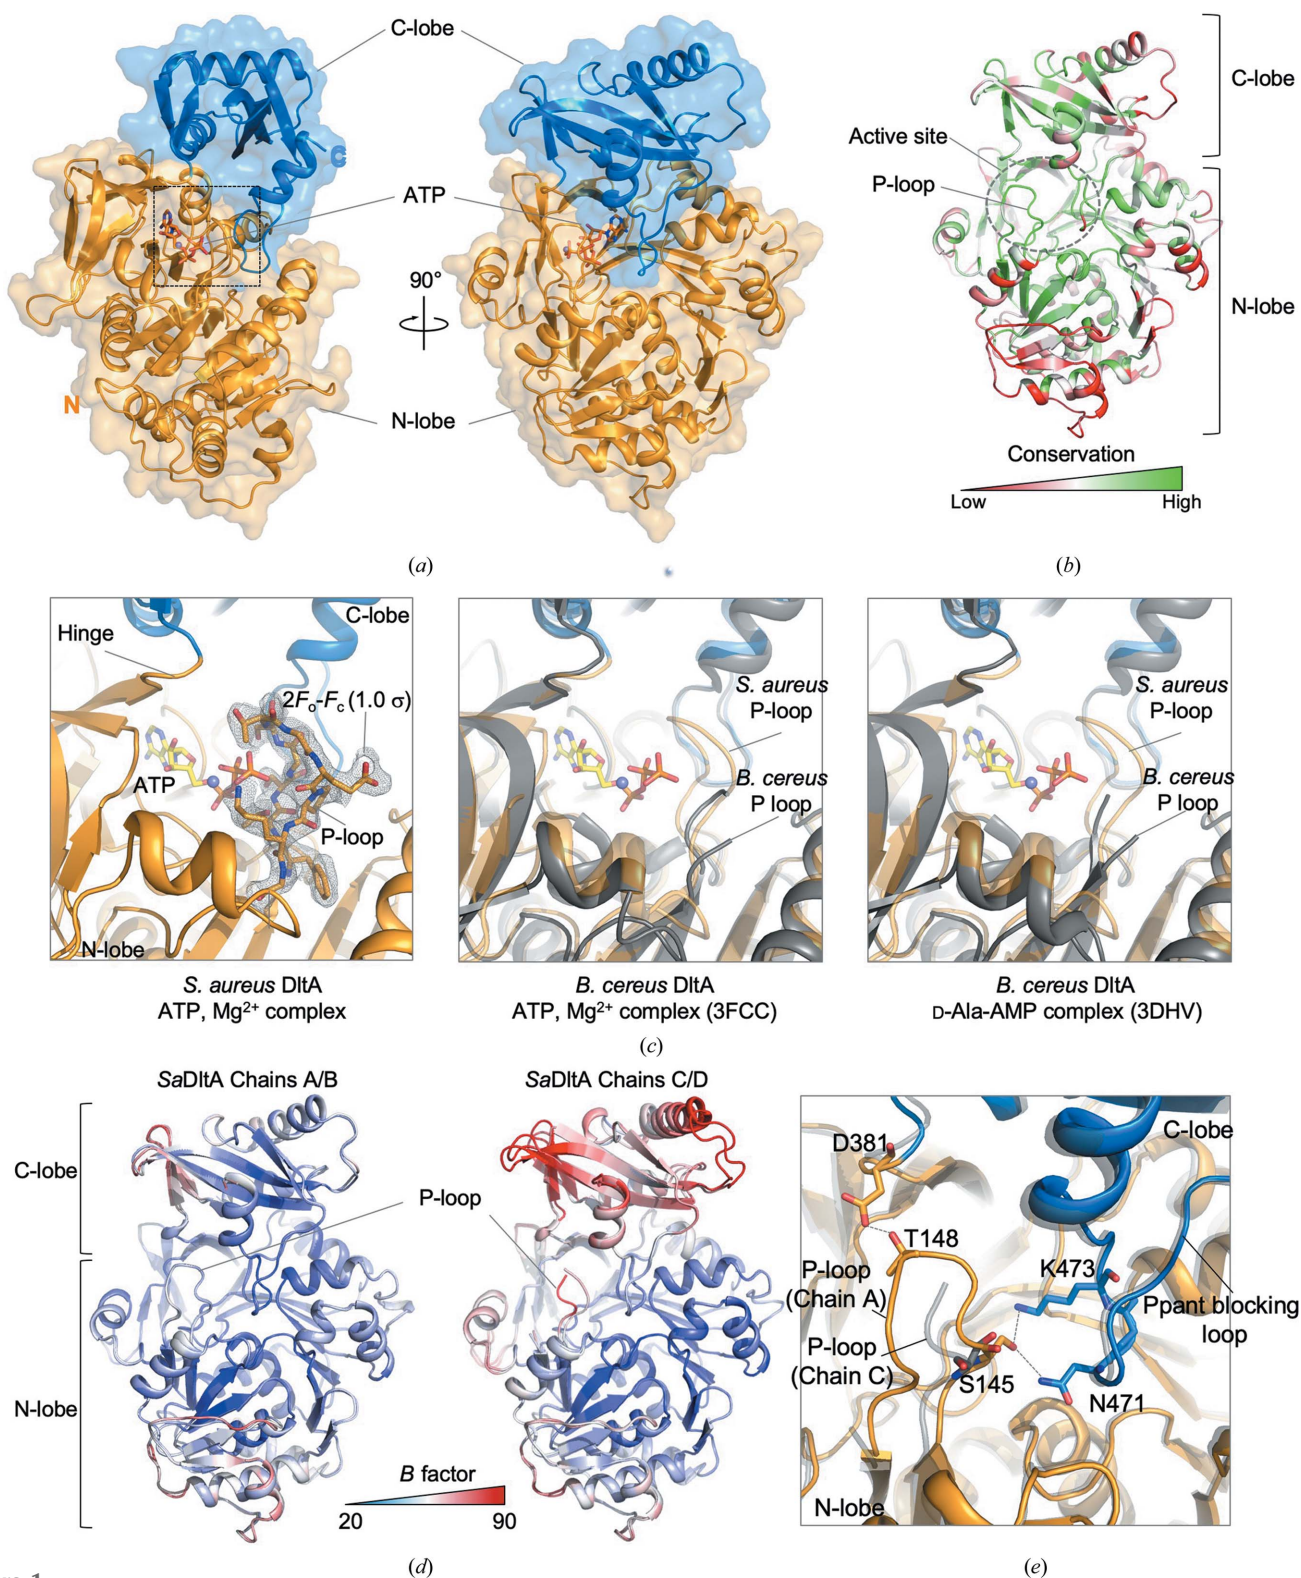 C-lobe
C
ATP
90°
N
N-lobe
(a)
C-lobe
Active site
P-loop
N-lobe
Conservation
Low High
(b)
Hinge
C-lobe
2Fo-Fc (1.0 σ)
ATP
P-loop
N-lobe
S. aureus DltA
ATP, Mg2+ complex
S. aureus
P-loop
B. cereus
P loop
B. cereus DltA
ATP, Mg2+ complex (3FCC)
S. aureus
P-loop
B. cereus
P loop
B. cereus DltA
D-Ala-AMP complex (3DHV)
(c)
SaDltA Chains A/B
SaDltA Chains C/D
C-lobe
P-loop
N-lobe
B factor
20 90
(d)
D381
C-lobe
T148
K473
P-loop
(Chain A)
Ppant blocking
loop
P-loop
(Chain C)
S145
N471
N-lobe
(e)